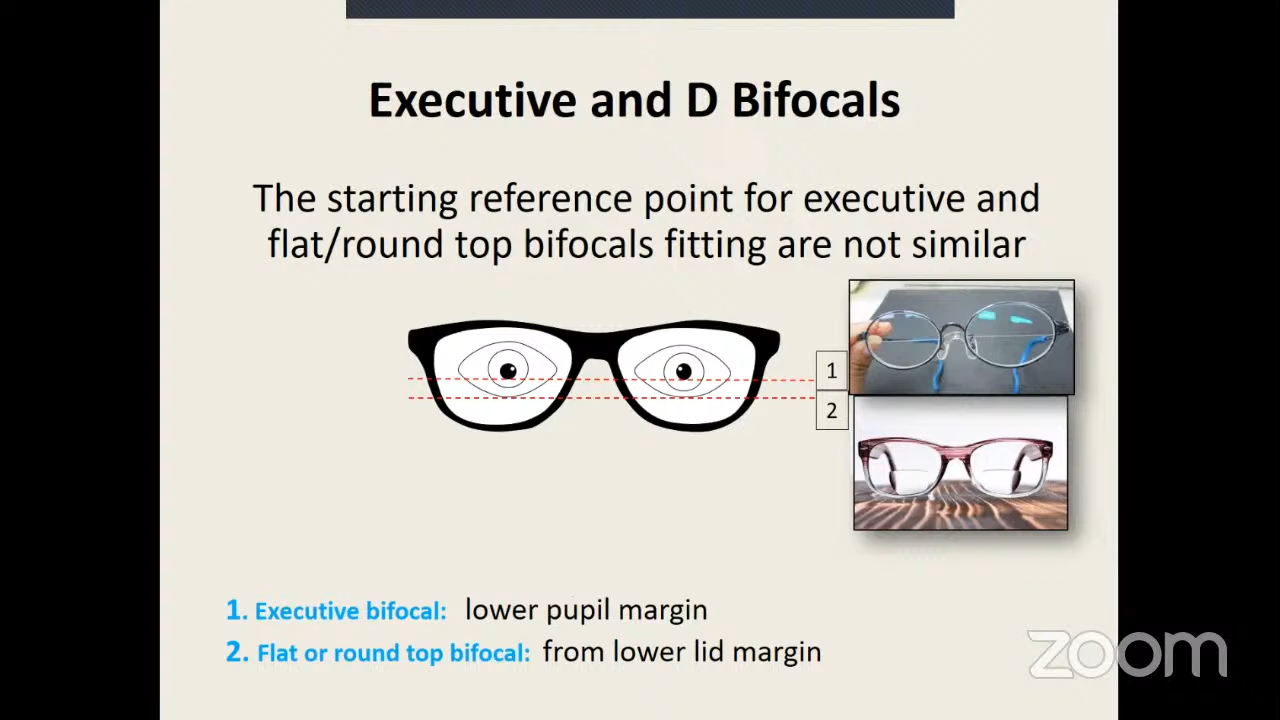 Executive and D Bifocals
The starting reference point for executive and
flat/round top bifocals fitting are not similar
1
2
1. Executive bifocal: lower pupil margin
2. Flat or round top bifocal: from lower lid margin
zoom